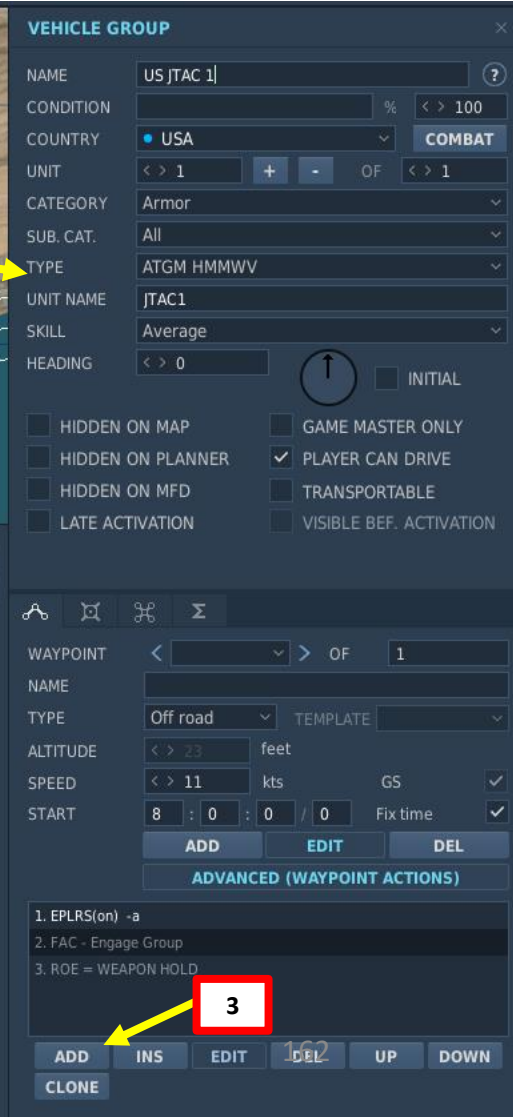 VEHICLE GROUP ×
NAME US JTAC 1 ?
CONDITION % < > 100
COUNTRY USA COMBAT
UNIT < > 1 + - OF < > 1
CATEGORY Armor
SUB. CAT. All
TYPE ATGM HMMWV
UNIT NAME JTAC1
SKILL Average
HEADING < > 0
INITIAL
HIDDEN ON MAP GAME MASTER ONLY
HIDDEN ON PLANNER PLAYER CAN DRIVE
HIDDEN ON MFD TRANSPORTABLE
LATE ACTIVATION VISIBLE BEF. ACTIVATION
Σ
WAYPOINT < > OF 1
NAME
TYPE Off road TEMPLATE
ALTITUDE < > 23 feet
SPEED < > 11 kts GS
START 8 : 0 : 0 / 0 Fix time
ADD EDIT DEL
ADVANCED (WAYPOINT ACTIONS)
1. EPLRS(on) -a
2. FAC - Engage Group
3. ROE = WEAPON HOLD
3
162
ADD INS EDIT DEL UP DOWN
CLONE